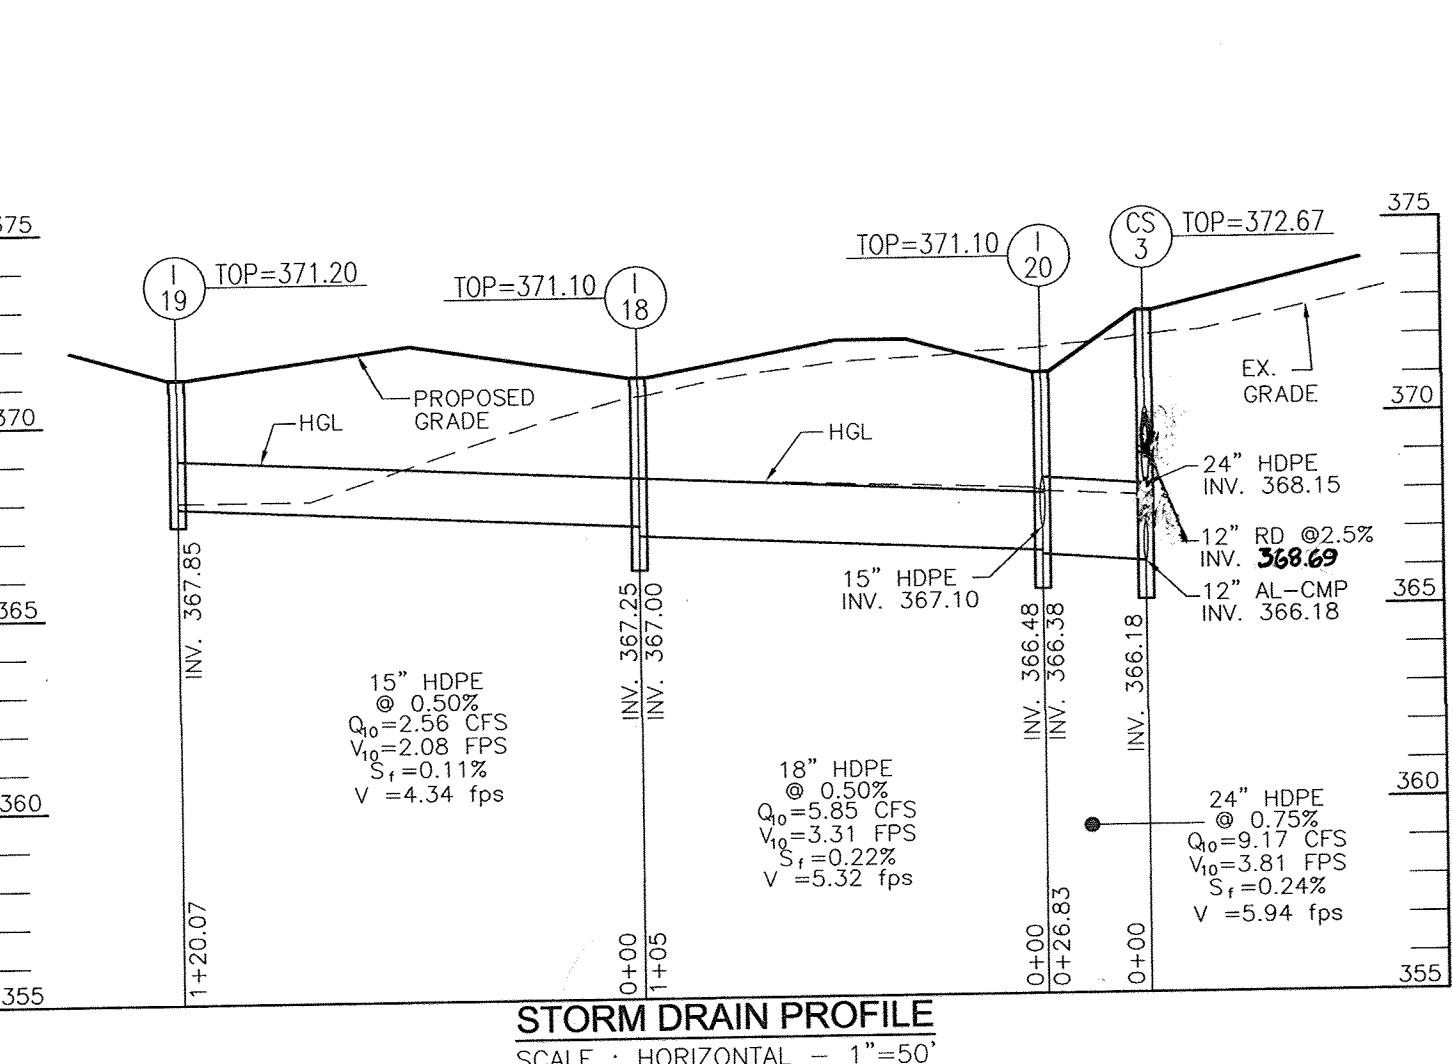 375
370
365
360
355
I
19
TOP=371.20
TOP=371.10
I
18
TOP=371.10
I
20
CS
3
TOP=372.67
375
370
365
360
355
PROPOSED
GRADE
HGL
HGL
EX.
GRADE
24" HDPE
INV. 368.15
12" RD @2.5%
INV. 368.69
12" AL-CMP
INV. 366.18
15" HDPE
INV. 367.10
INV. 367.85
INV. 367.25
INV. 367.00
INV. 366.48
INV. 366.38
INV. 366.18
15" HDPE
@ 0.50%
Q10=2.56 CFS
V10=2.08 FPS
Sf=0.11%
V =4.34 fps
18" HDPE
@ 0.50%
Q10=5.85 CFS
V10=3.31 FPS
Sf=0.22%
V =5.32 fps
24" HDPE
@ 0.75%
Q10=9.17 CFS
V10=3.81 FPS
Sf=0.24%
V =5.94 fps
1+20.07
0+00
1+05
0+00
0+26.83
0+00
STORM DRAIN PROFILE
SCALE : HORIZONTAL - 1"=50'